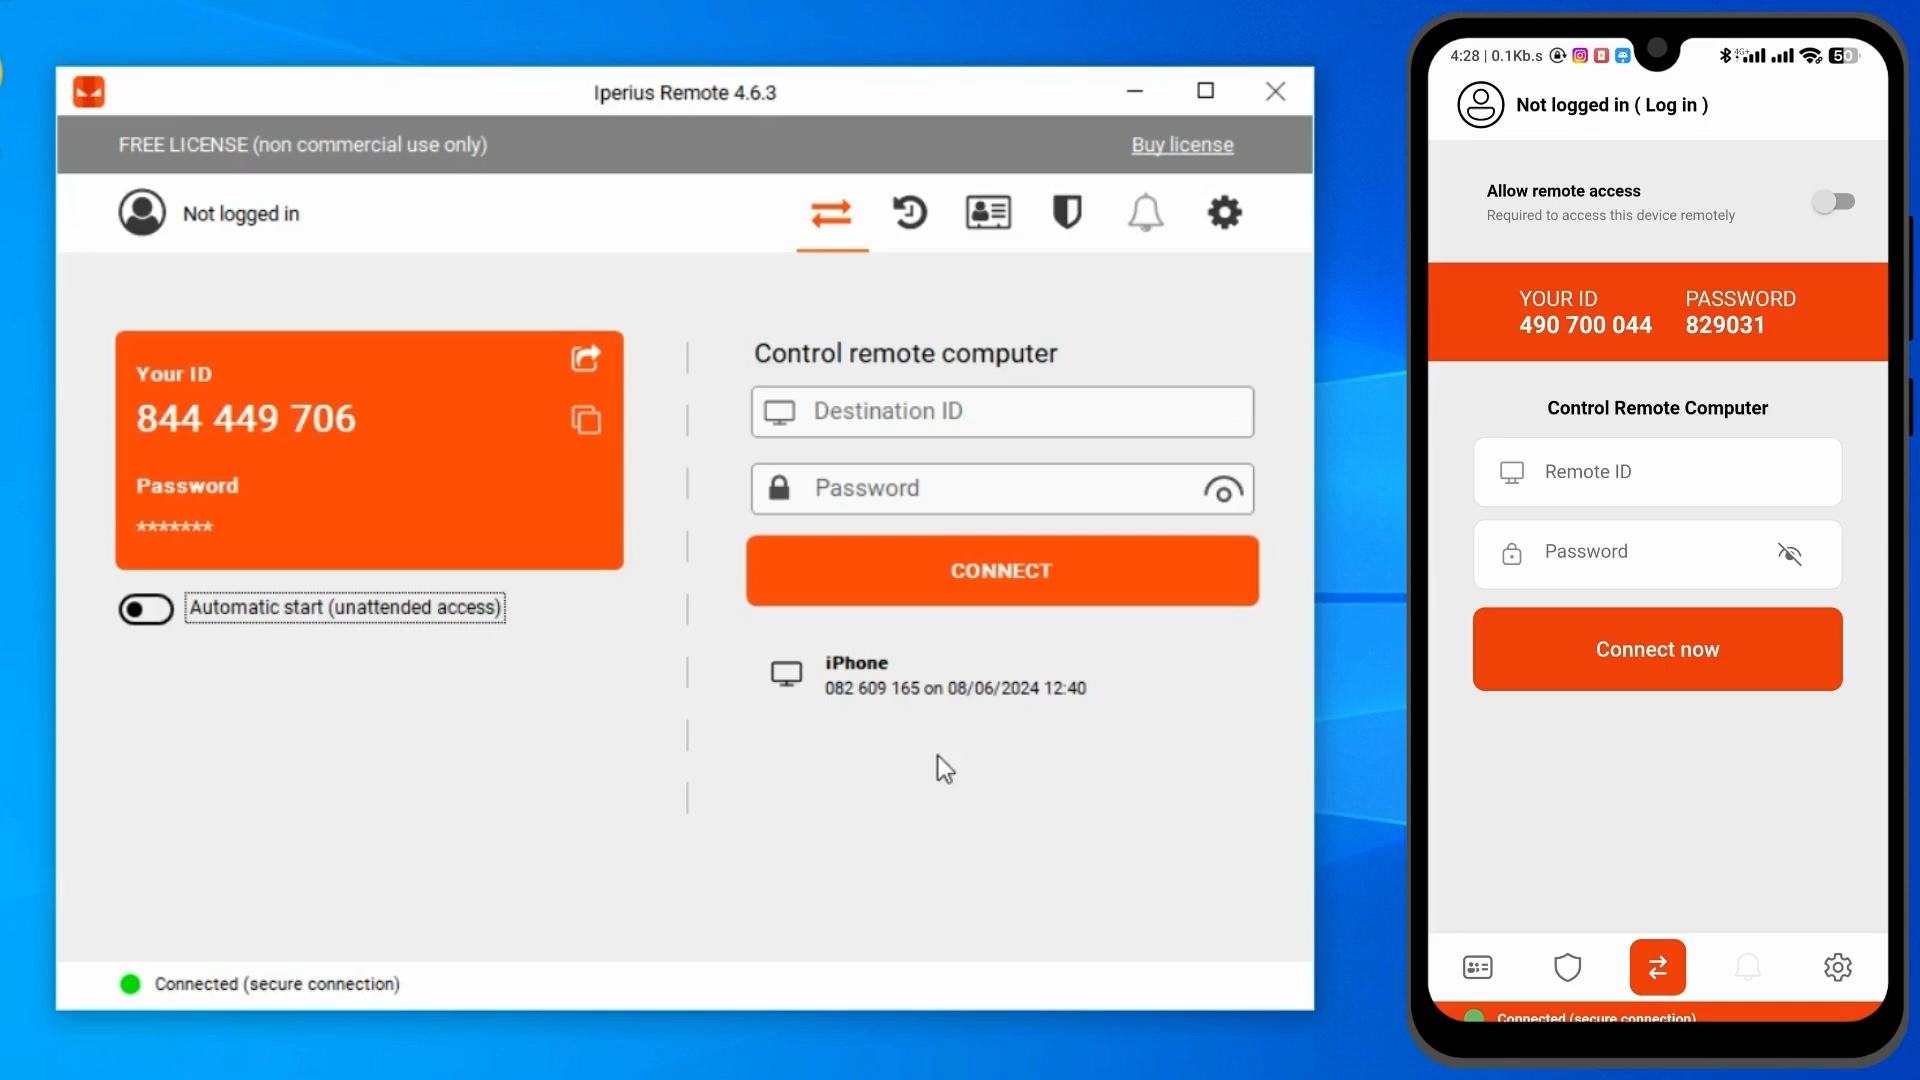 Iperius Remote 4.6.3
FREE LICENSE (non commercial use only)
Buy license
Not logged in
Your ID
844 449 706
Password
*******
Automatic start (unattended access)
Control remote computer
Destination ID
Password
CONNECT
iPhone
082 609 165 on 08/06/2024 12:40
Connected (secure connection)
4:28 | 0.1Kb.s
4G+
50
Not logged in ( Log in )
Allow remote access
Required to access this device remotely
YOUR ID
490 700 044
PASSWORD
829031
Control Remote Computer
Remote ID
Password
Connect now
Connected (secure connection)